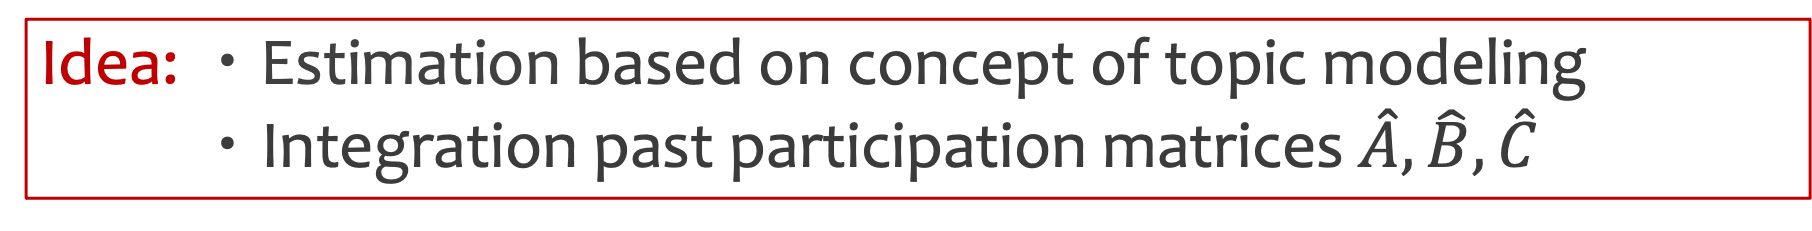 Idea: • Estimation based on concept of topic modeling
• Integration past participation matrices Â, B̂, Ĉ